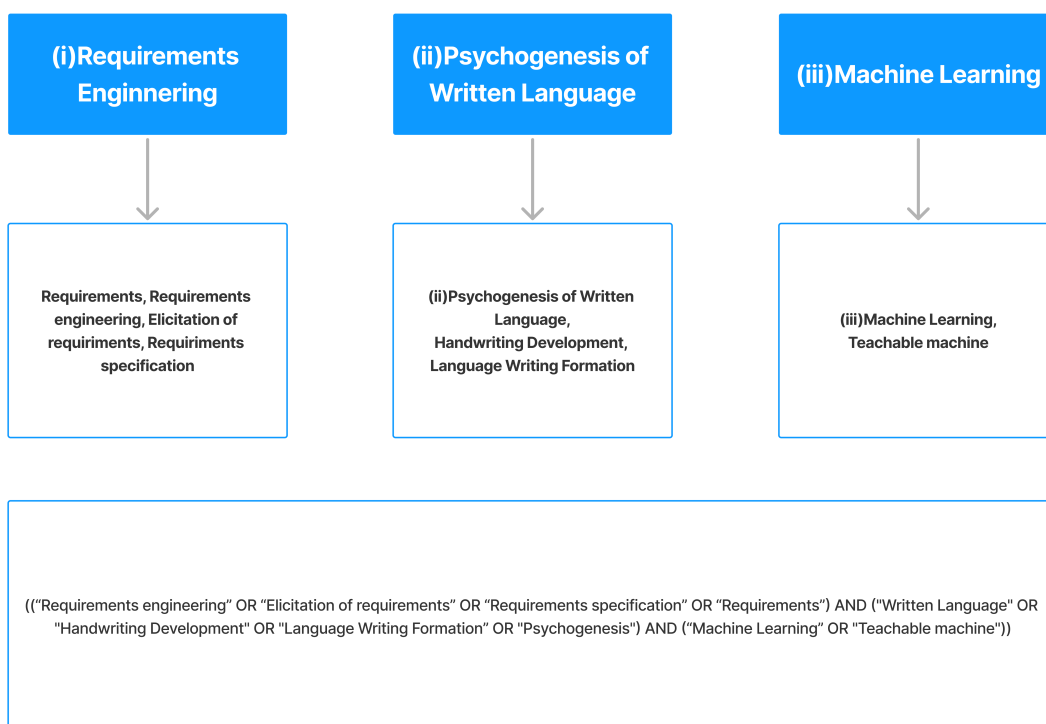 (i)Requirements
Enginnering
(ii)Psychogenesis of
Written Language
(iii)Machine Learning
Requirements, Requirements
engineering, Elicitation of
requiriments, Requiriments
specification
(ii)Psychogenesis of Written
Language,
Handwriting Development,
Language Writing Formation
(iii)Machine Learning,
Teachable machine
((“Requirements engineering” OR “Elicitation of requirements” OR “Requirements specification” OR “Requirements”) AND ("Written Language" OR
"Handwriting Development" OR "Language Writing Formation” OR "Psychogenesis") AND (“Machine Learning” OR "Teachable machine"))